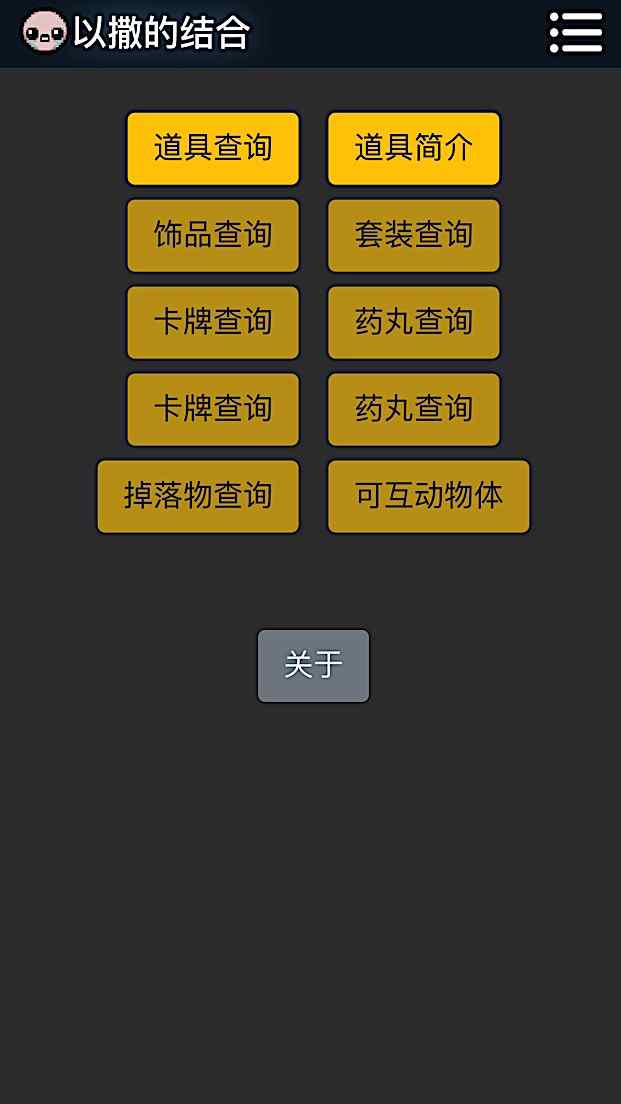 以撒的结合
道具查询 道具简介
饰品查询 套装查询
卡牌查询 药丸查询
卡牌查询 药丸查询
掉落物查询 可互动物体
关于